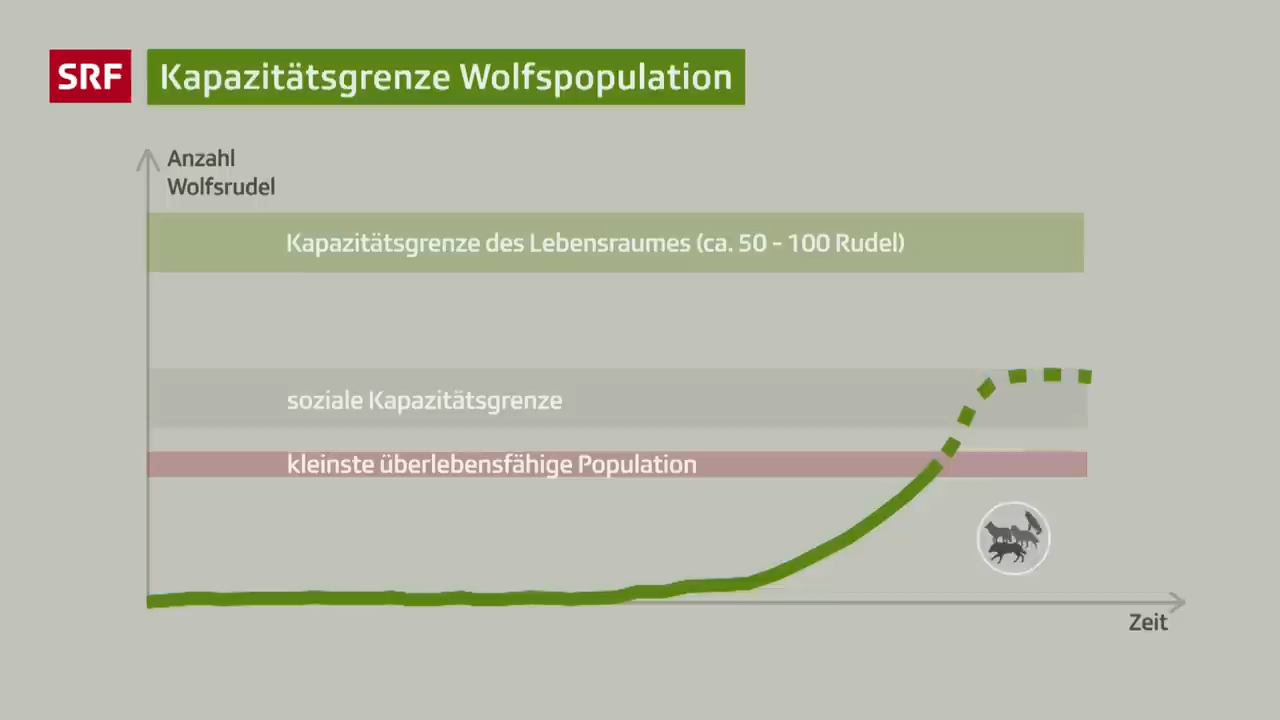 SRF
Kapazitätsgrenze Wolfspopulation
Anzahl
Wolfsrudel
Kapazitätsgrenze des Lebensraumes (ca. 50 - 100 Rudel)
soziale Kapazitätsgrenze
kleinste überlebensfähige Population
Zeit